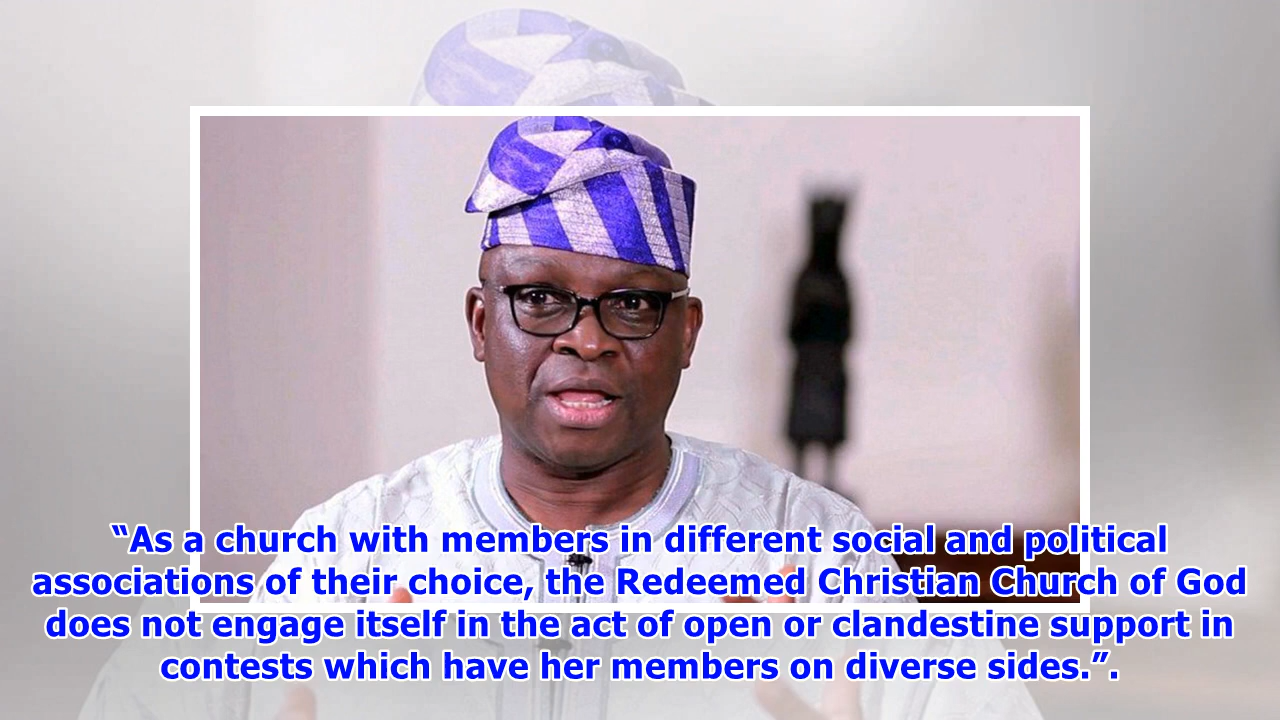 “As a church with members in different social and political
associations of their choice, the Redeemed Christian Church of God
does not engage itself in the act of open or clandestine support in
contests which have her members on diverse sides.”.